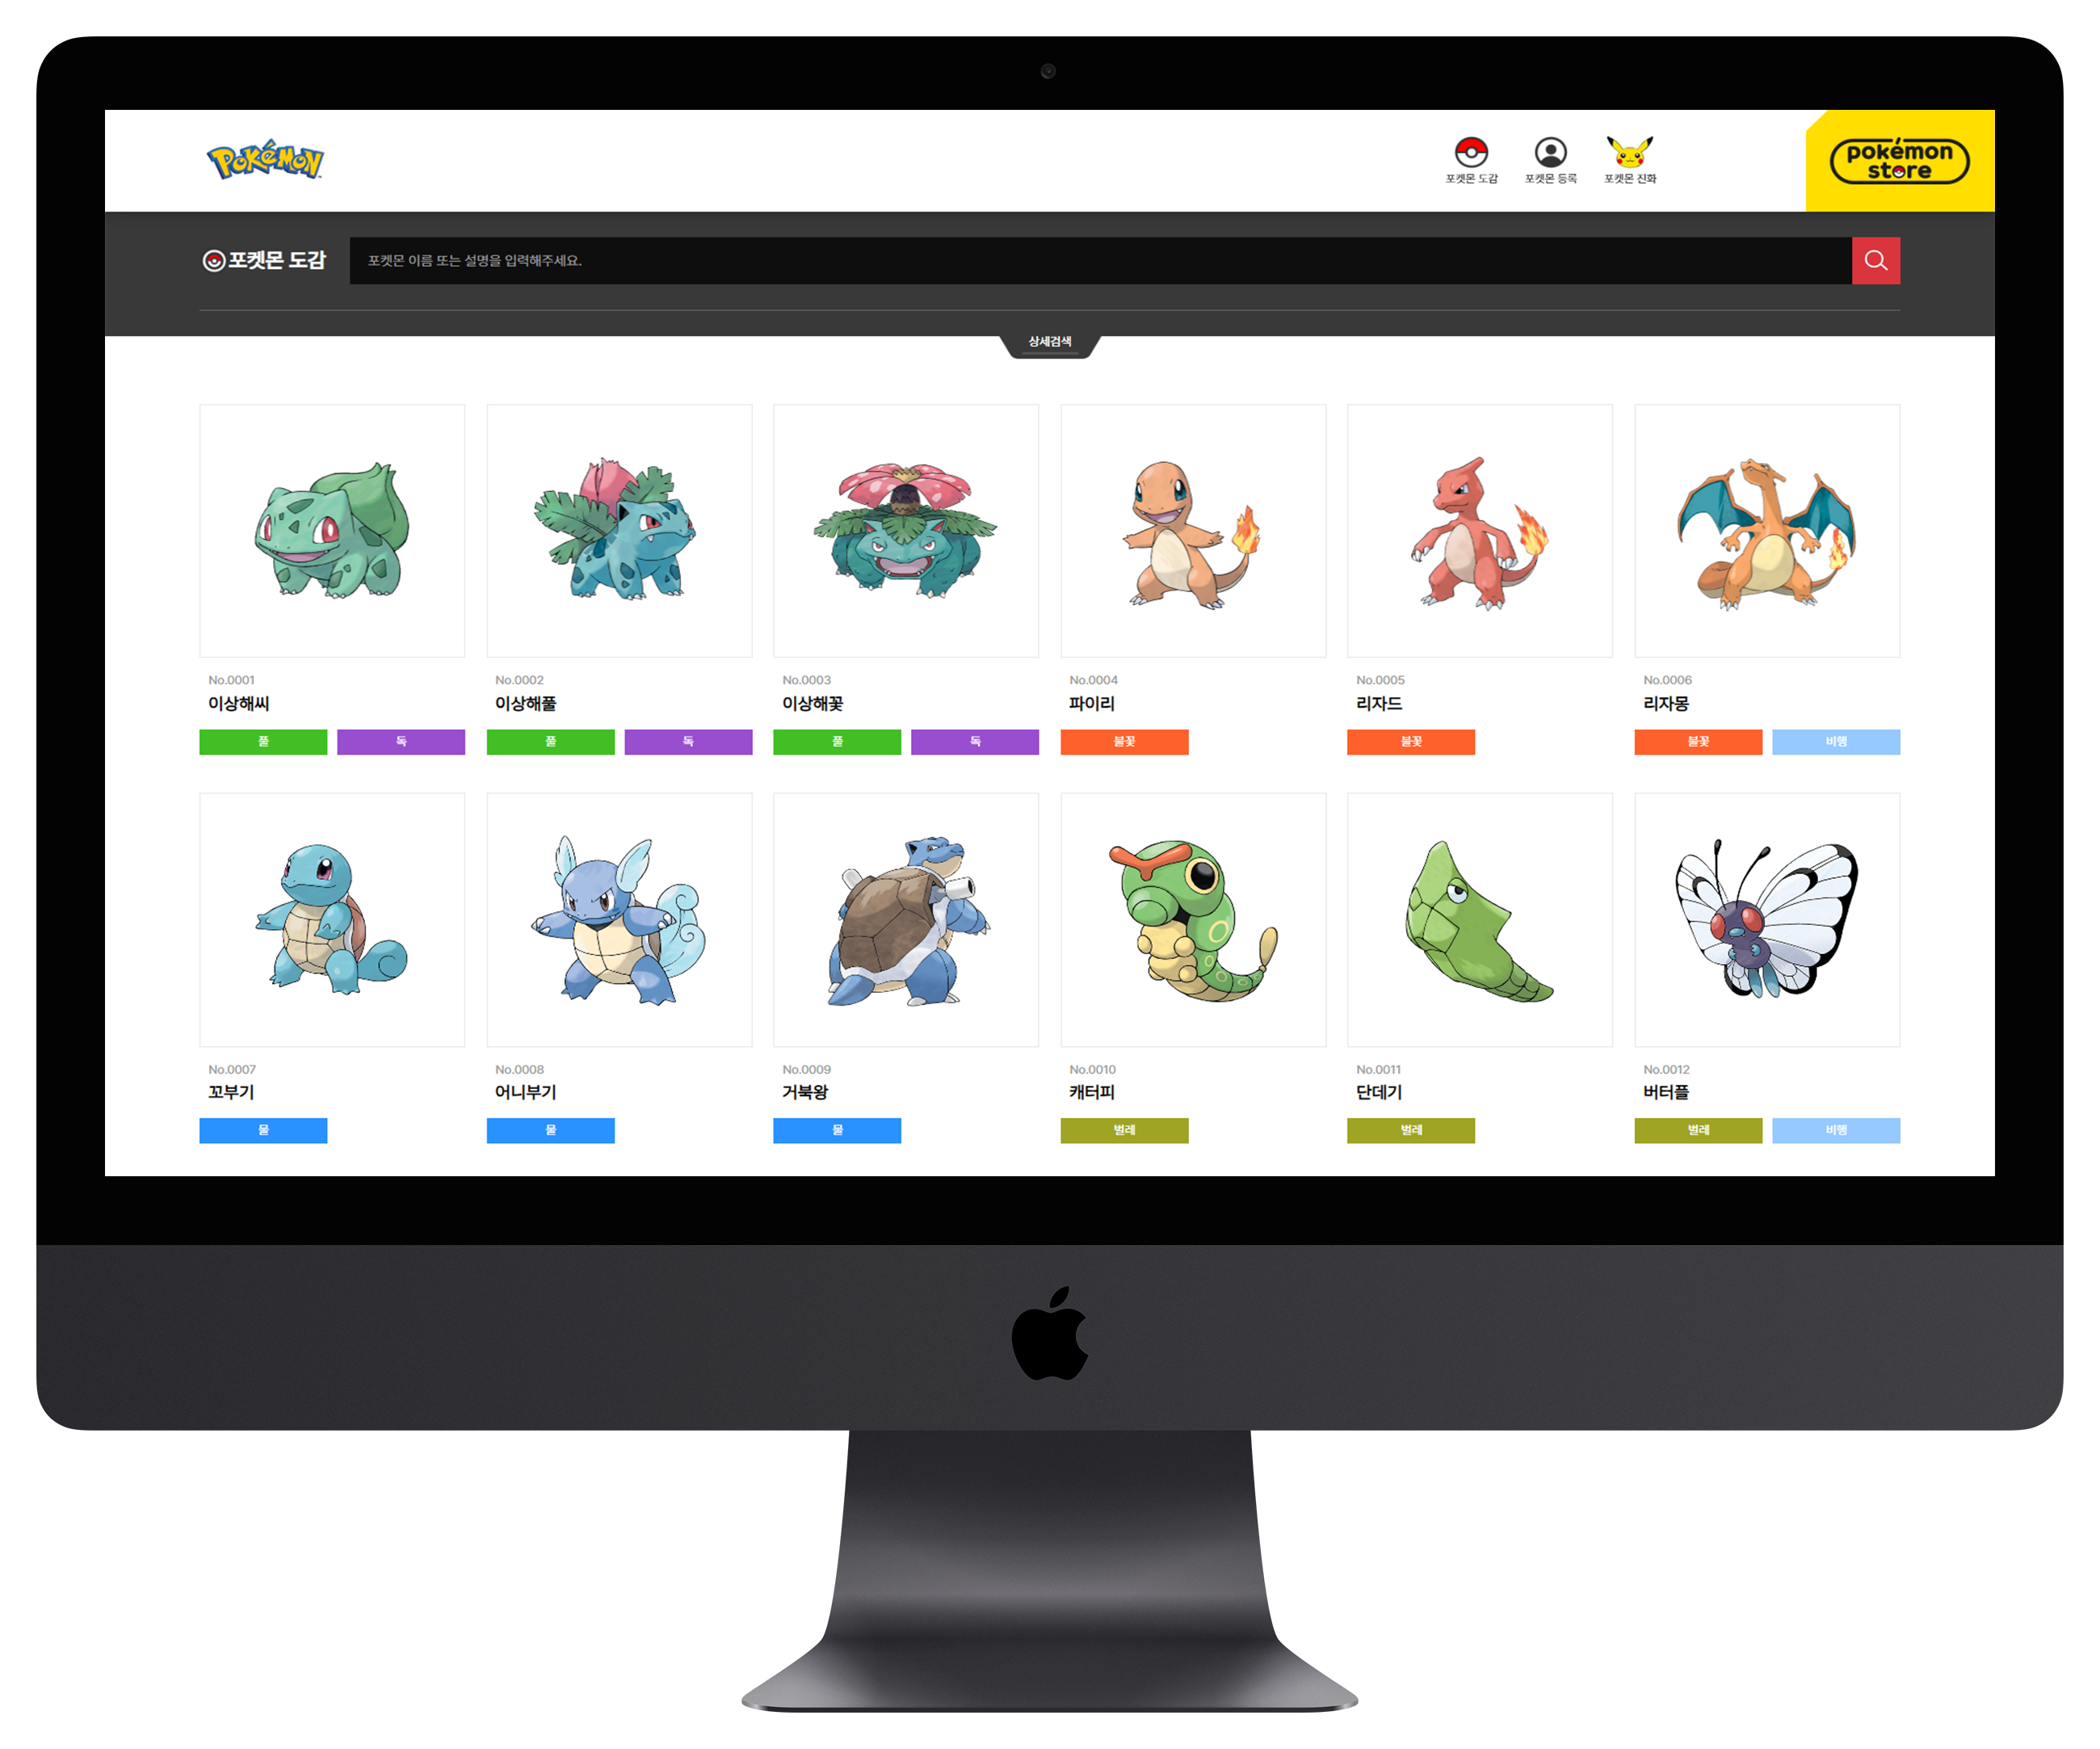 POKéMON
포켓몬 도감
포켓몬 등록
포켓몬 진화
pokémon
store
포켓몬 도감
포켓몬 이름 또는 설명을 입력해주세요.
상세검색
No.0001
이상해씨
풀
독
No.0002
이상해풀
풀
독
No.0003
이상해꽃
풀
독
No.0004
파이리
불꽃
No.0005
리자드
불꽃
No.0006
리자몽
불꽃
비행
No.0007
꼬부기
물
No.0008
어니부기
물
No.0009
거북왕
물
No.0010
캐터피
벌레
No.0011
단데기
벌레
No.0012
버터플
벌레
비행